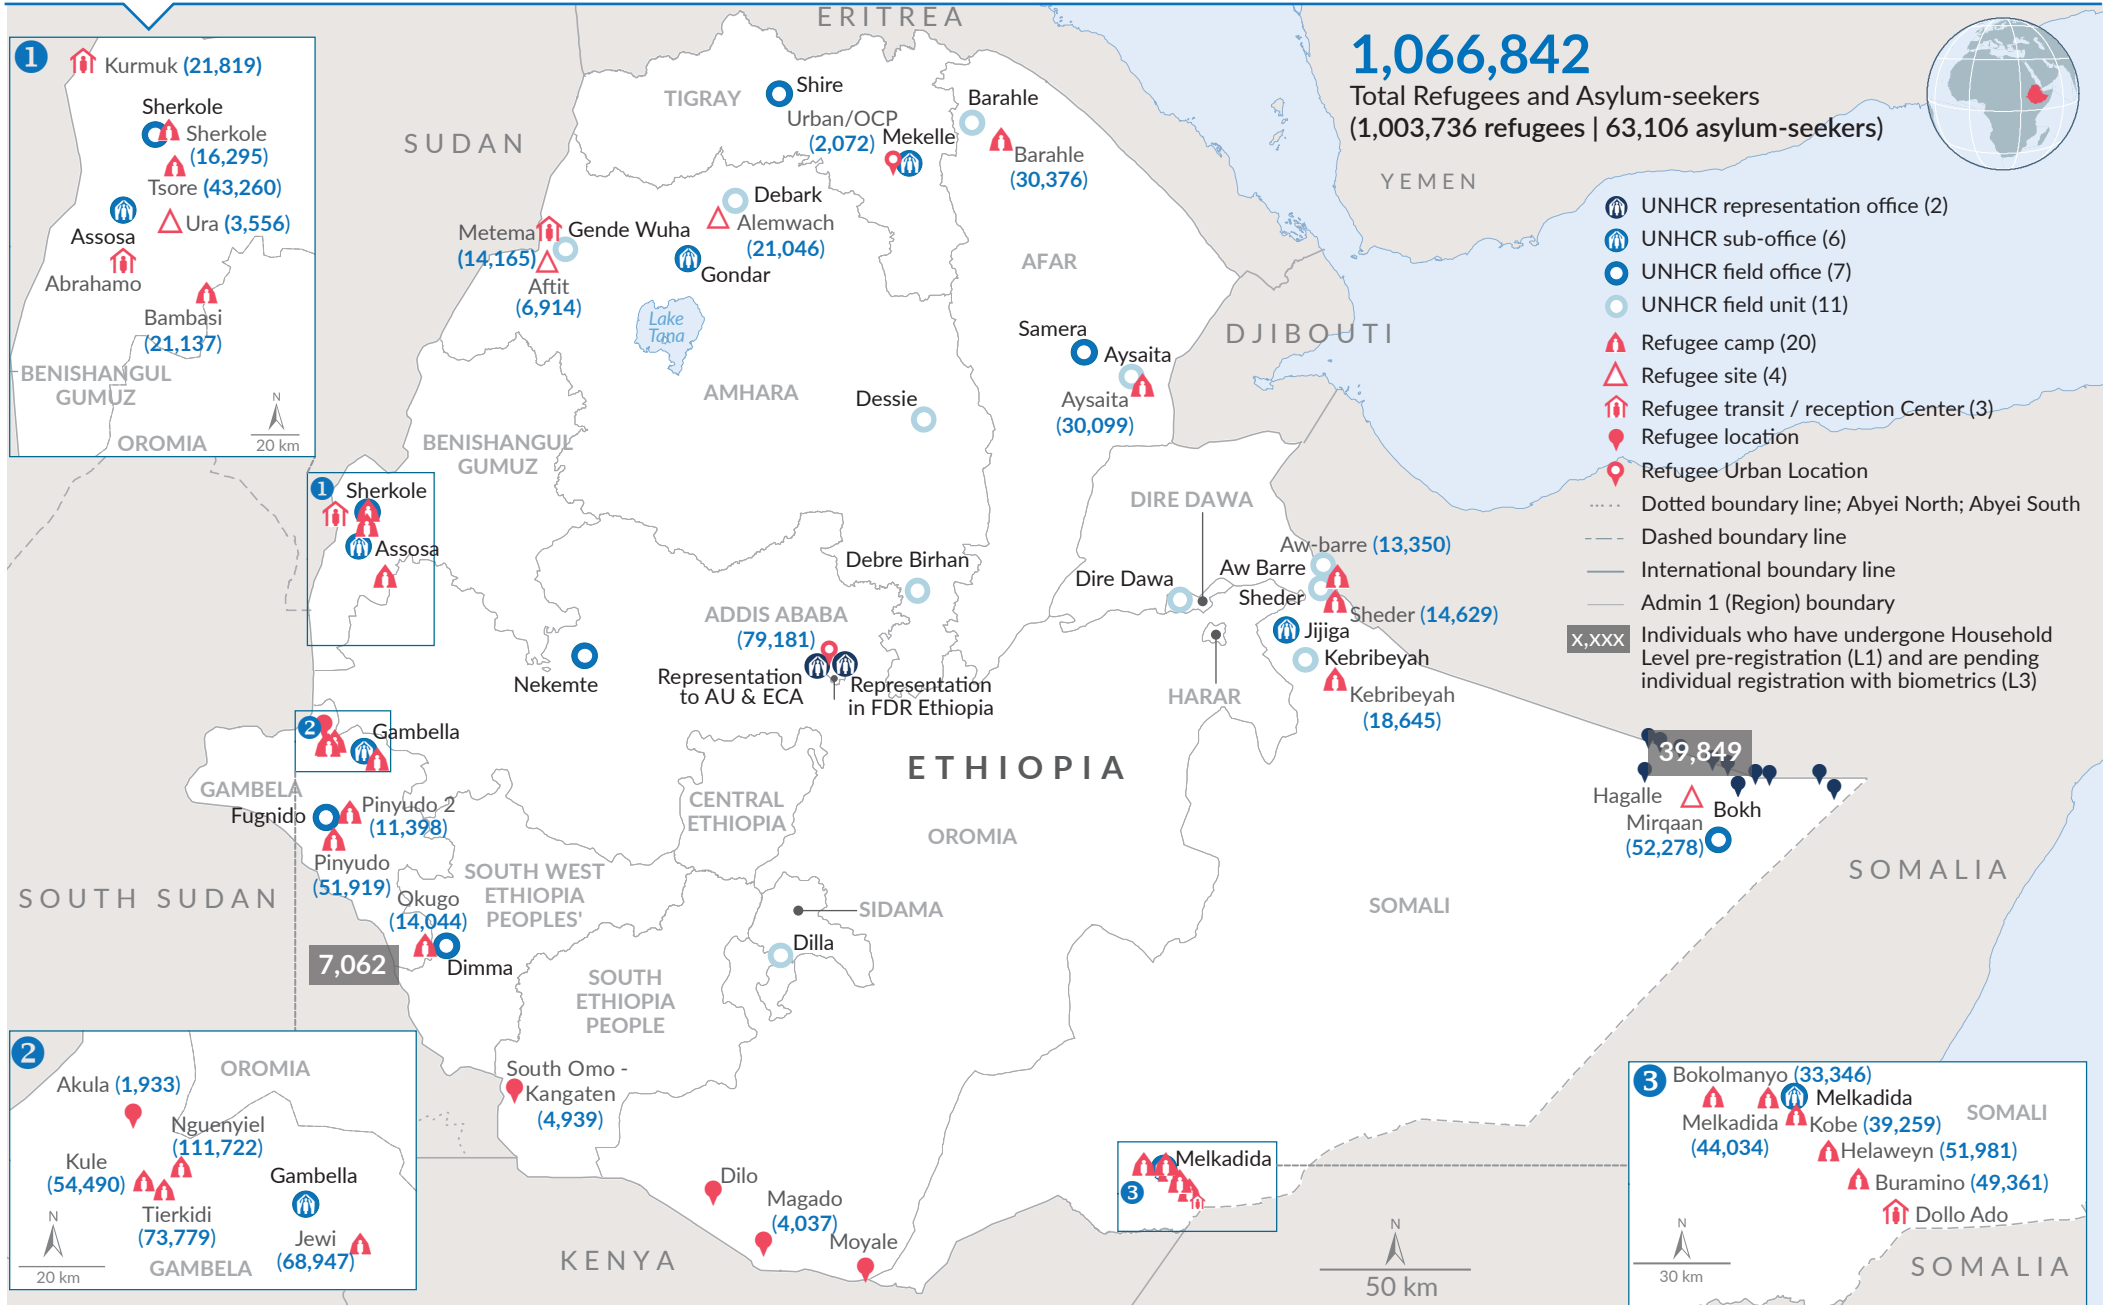 ERITREA
1
Kurmuk (21,819)
Sherkole
Sherkole
(16,295)
Tsore (43,260)
Ura (3,556)
Assosa
Abrahamo
Bambasi
(21,137)
BENISHANGUL
GUMUZ
OROMIA
N
20 km
1,066,842
Total Refugees and Asylum-seekers
(1,003,736 refugees | 63,106 asylum-seekers)
UNHCR representation office (2)
UNHCR sub-office (6)
UNHCR field office (7)
UNHCR field unit (11)
Refugee camp (20)
Refugee site (4)
Refugee transit / reception Center (3)
Refugee location
Refugee Urban Location
Dotted boundary line; Abyei North; Abyei South
Dashed boundary line
International boundary line
Admin 1 (Region) boundary
x,xxx
Individuals who have undergone Household
Level pre-registration (L1) and are pending
individual registration with biometrics (L3)
SUDAN
YEMEN
DJIBOUTI
TIGRAY
Shire
Urban/OCP
(2,072)
Mekelle
Barahle
Barahle
(30,376)
Debark
Alemwach
(21,046)
Metema
(14,165)
Gende Wuha
Aftit
(6,914)
Gondar
Lake
Tana
AFAR
Samera
Aysaita
Aysaita
(30,099)
AMHARA
Dessie
BENISHANGUL
GUMUZ
1
Sherkole
Assosa
DIRE DAWA
Debre Birhan
Dire Dawa
Aw-barre (13,350)
Aw Barre
Sheder
Sheder (14,629)
Jijiga
Kebribeyah
Kebribeyah
(18,645)
HARAR
ADDIS ABABA
(79,181)
Representation
to AU & ECA
Representation
in FDR Ethiopia
Nekemte
2
Gambella
GAMBELA
Fugnido
Pinyudo 2
(11,398)
Pinyudo
(51,919)
ETHIOPIA
CENTRAL
ETHIOPIA
OROMIA
39,849
Hagalle
Mirqaan
(52,278)
Bokh
SOMALIA
SOUTH SUDAN
SOUTH WEST
ETHIOPIA
PEOPLES'
Okugo
(14,044)
7,062
Dimma
SIDAMA
Dilla
SOMALI
SOUTH
ETHIOPIA
PEOPLE
South Omo -
Kangaten
(4,939)
Dilo
Magado
(4,037)
Moyale
KENYA
3
Melkadida
N
50 km
2
OROMIA
Akula (1,933)
Nguenyiel
(111,722)
Kule
(54,490)
Tierkidi
(73,779)
Gambella
Jewi
(68,947)
GAMBELA
N
20 km
3
Bokolmanyo (33,346)
Melkadida
Melkadida
(44,034)
Kobe (39,259)
SOMALI
Helaweyn (51,981)
Buramino (49,361)
Dollo Ado
N
30 km
SOMALIA